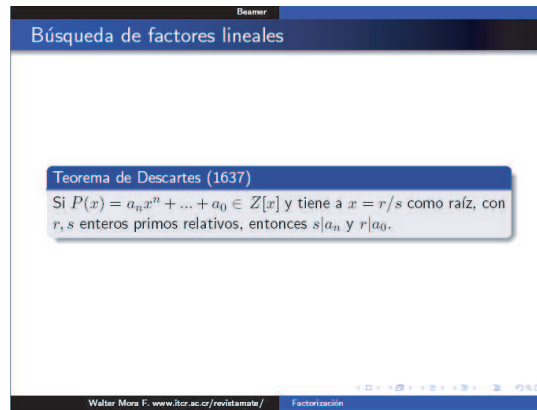 Beamer
Búsqueda de factores lineales
Teorema de Descartes (1637)
Si P(x) = aₙxⁿ + ... + a₀ ∈ Z[x] y tiene a x = r/s como raíz, con
r, s enteros primos relativos, entonces s|aₙ y r|a₀.
Walter Mora F. www.itcr.ac.cr/revistamate/ Factorización